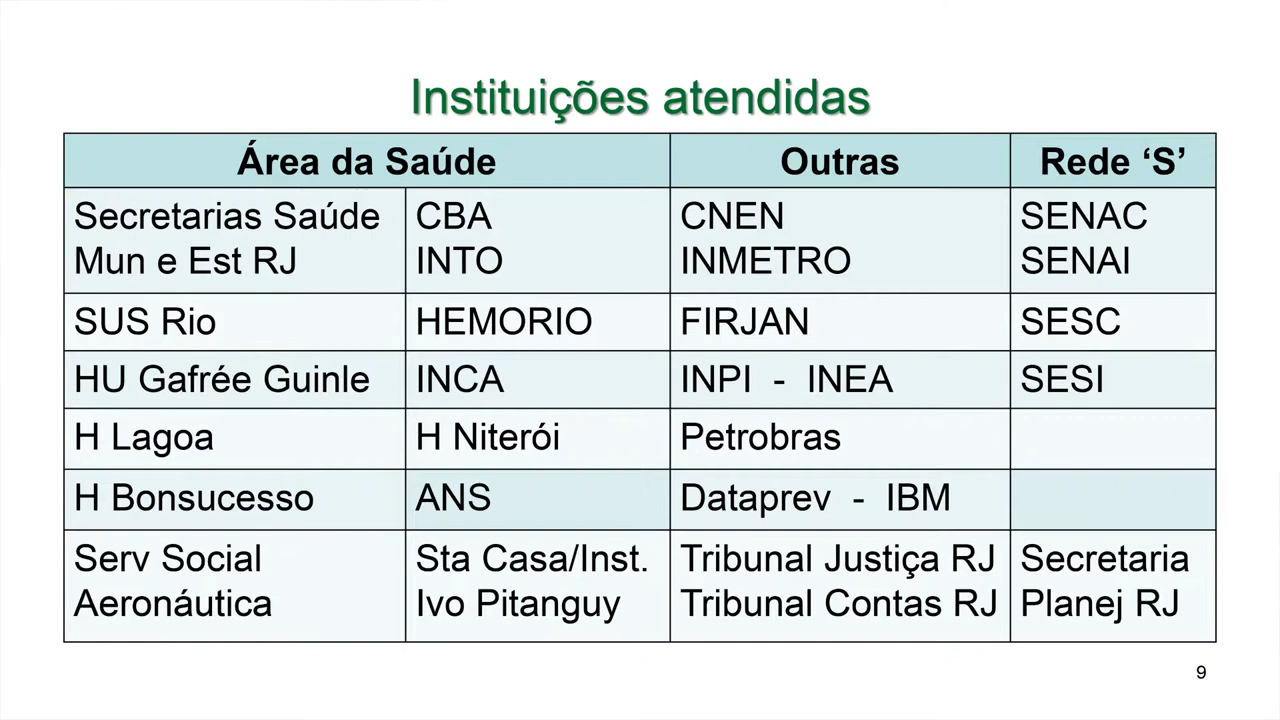 Instituições atendidas
Área da Saúde Outras Rede ‘S’
Secretarias Saúde CBA CNEN SENAC
Mun e Est RJ INTO INMETRO SENAI
SUS Rio HEMORIO FIRJAN SESC
HU Gafrée Guinle INCA INPI - INEA SESI
H Lagoa H Niterói Petrobras
H Bonsucesso ANS Dataprev - IBM
Serv Social Sta Casa/Inst. Tribunal Justiça RJ Secretaria
Aeronáutica Ivo Pitanguy Tribunal Contas RJ Planej RJ
9